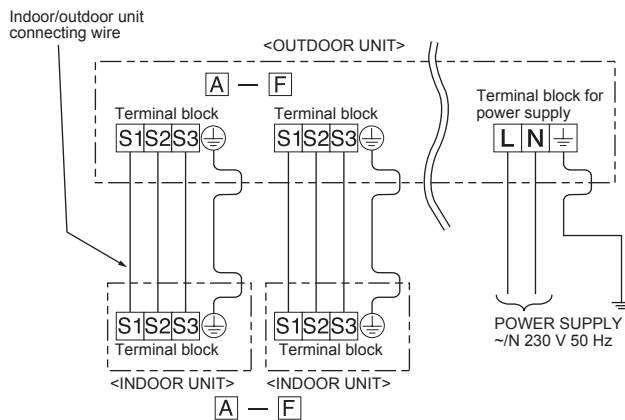 Indoor/outdoor unit
connecting wire
<OUTDOOR UNIT>
A — F
Terminal block
Terminal block
Terminal block for
power supply
S1 S2 S3
S1 S2 S3
L N
S1 S2 S3
S1 S2 S3
Terminal block
Terminal block
POWER SUPPLY
~/N 230 V 50 Hz
<INDOOR UNIT>
<INDOOR UNIT>
A — F